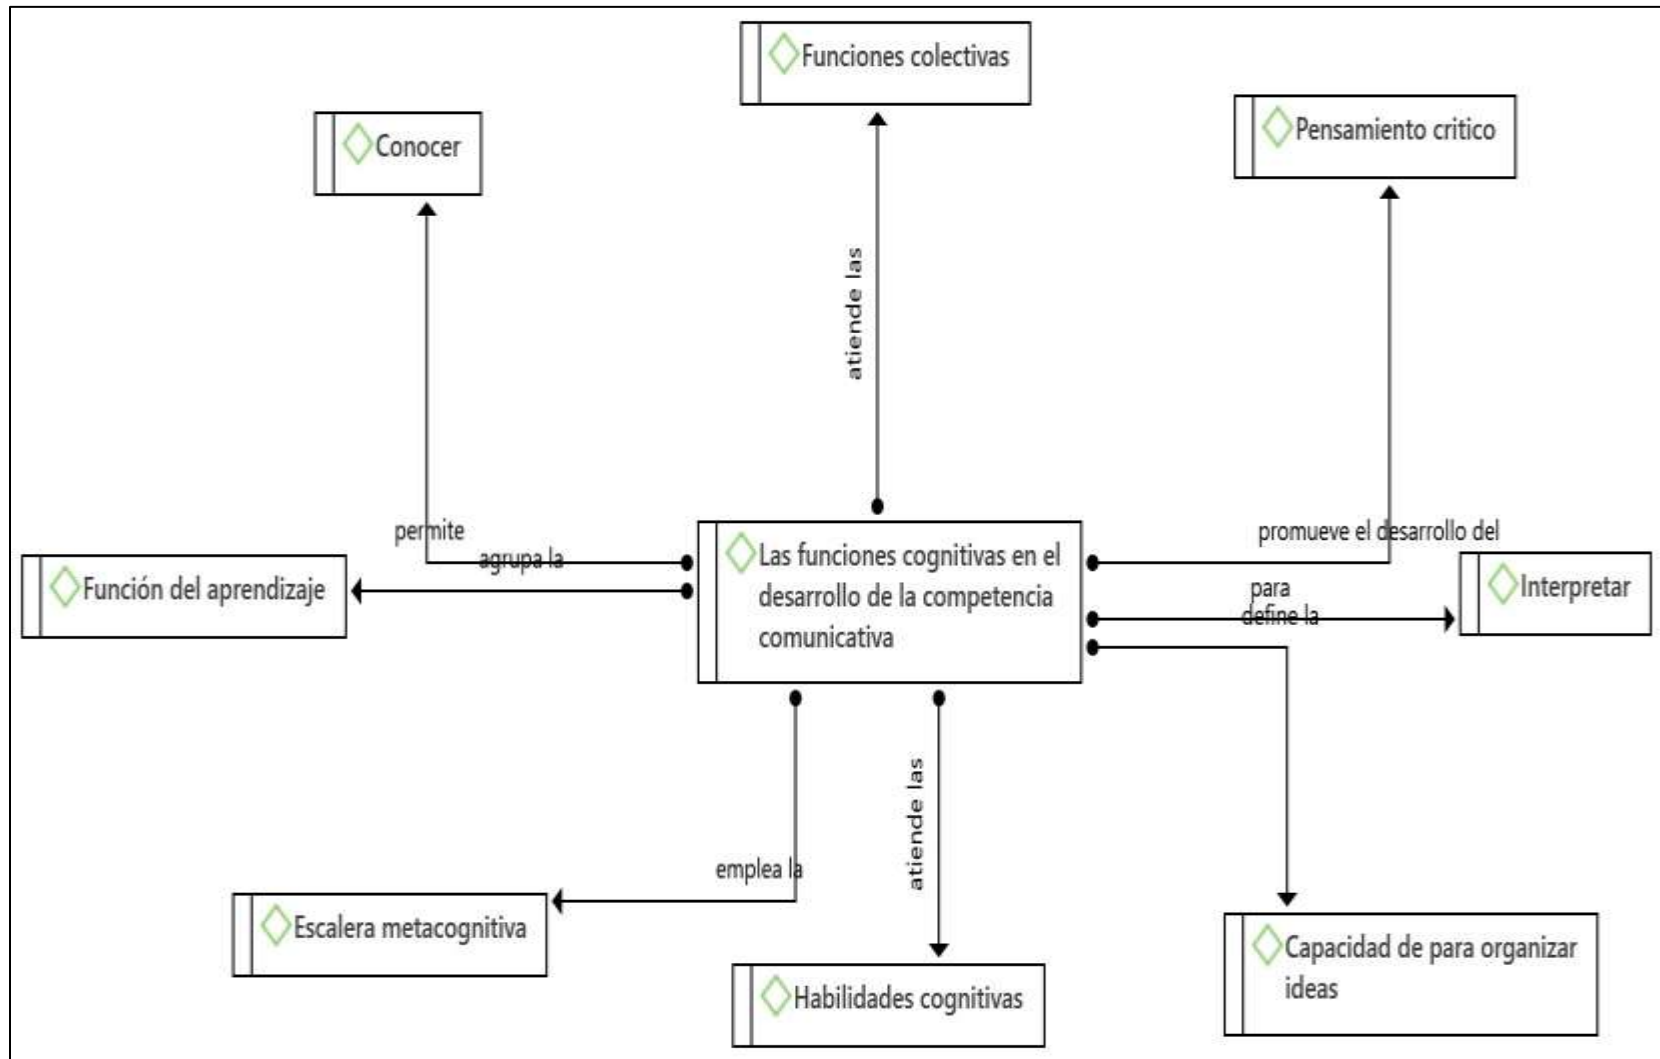 Funciones colectivas
Pensamiento critico
Conocer
atiende las
permite
promueve el desarrollo del
agrupa la
Función del aprendizaje
Las funciones cognitivas en el
desarrollo de la competencia
comunicativa
para
define la
Interpretar
emplea la
atiende las
Escalera metacognitiva
Habilidades cognitivas
Capacidad de para organizar
ideas